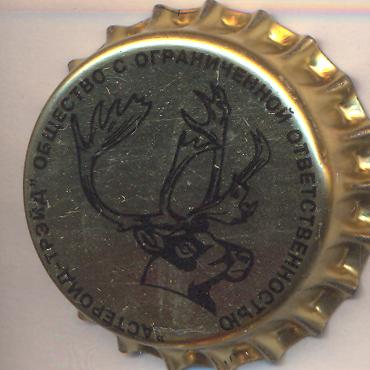 ОБЩЕСТВО С ОГРАНИЧЕННОЙ ОТВЕТСТВЕННОСТЬЮ
"АСТЕРОИД-ТРЭЙД"